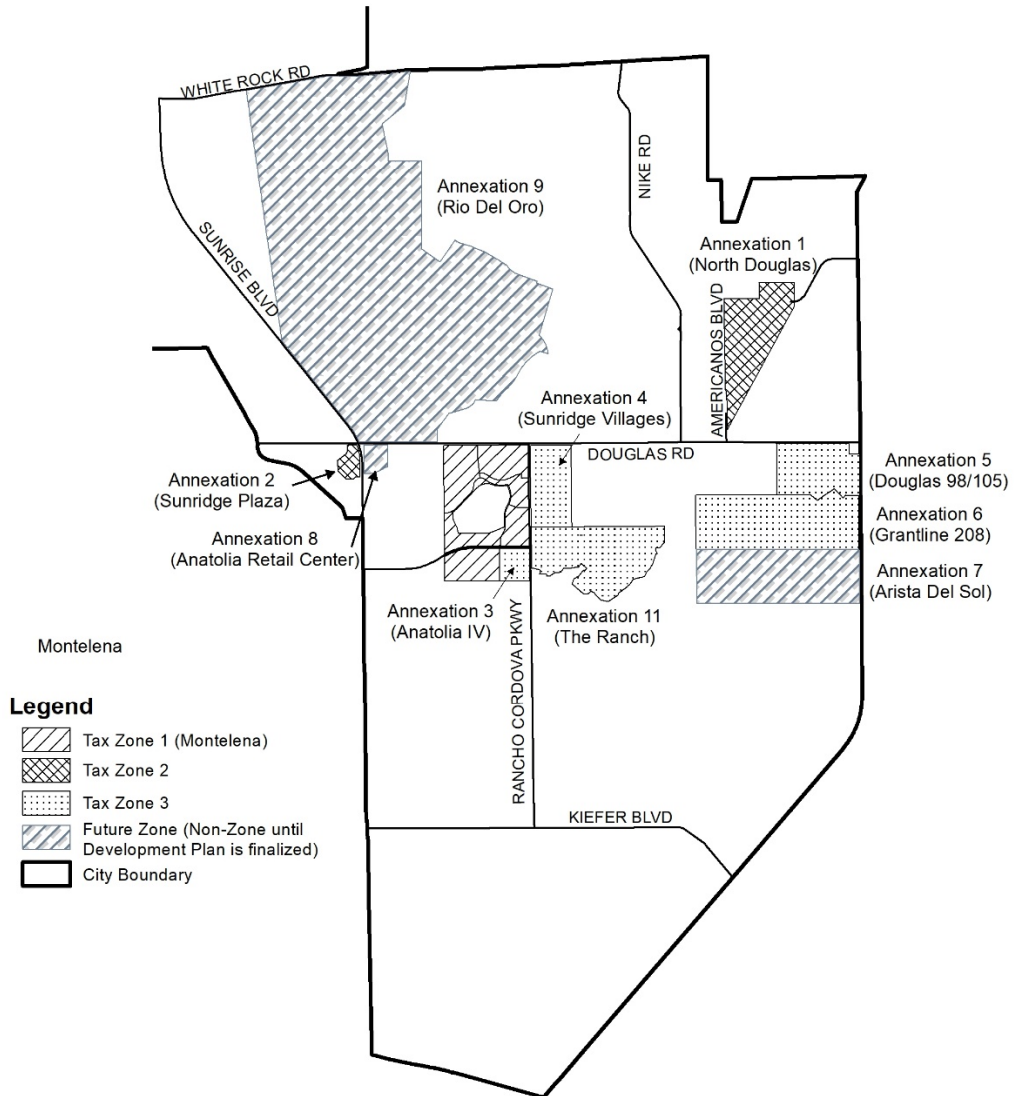 WHITE ROCK RD
NIKE RD
Annexation 9
(Rio Del Oro)
SUNRISE BLVD
Annexation 1
(North Douglas)
AMERICANOS BLVD
Annexation 4
(Sunridge Villages)
DOUGLAS RD
Annexation 2
(Sunridge Plaza)
Annexation 5
(Douglas 98/105)
Annexation 6
(Grantline 208)
Annexation 8
(Anatolia Retail Center)
Annexation 7
(Arista Del Sol)
Annexation 3
(Anatolia IV)
Annexation 11
(The Ranch)
RANCHO CORDOVA PKWY
Montelena
Legend
Tax Zone 1 (Montelena)
Tax Zone 2
Tax Zone 3
Future Zone (Non-Zone until
Development Plan is finalized)
City Boundary
KIEFER BLVD